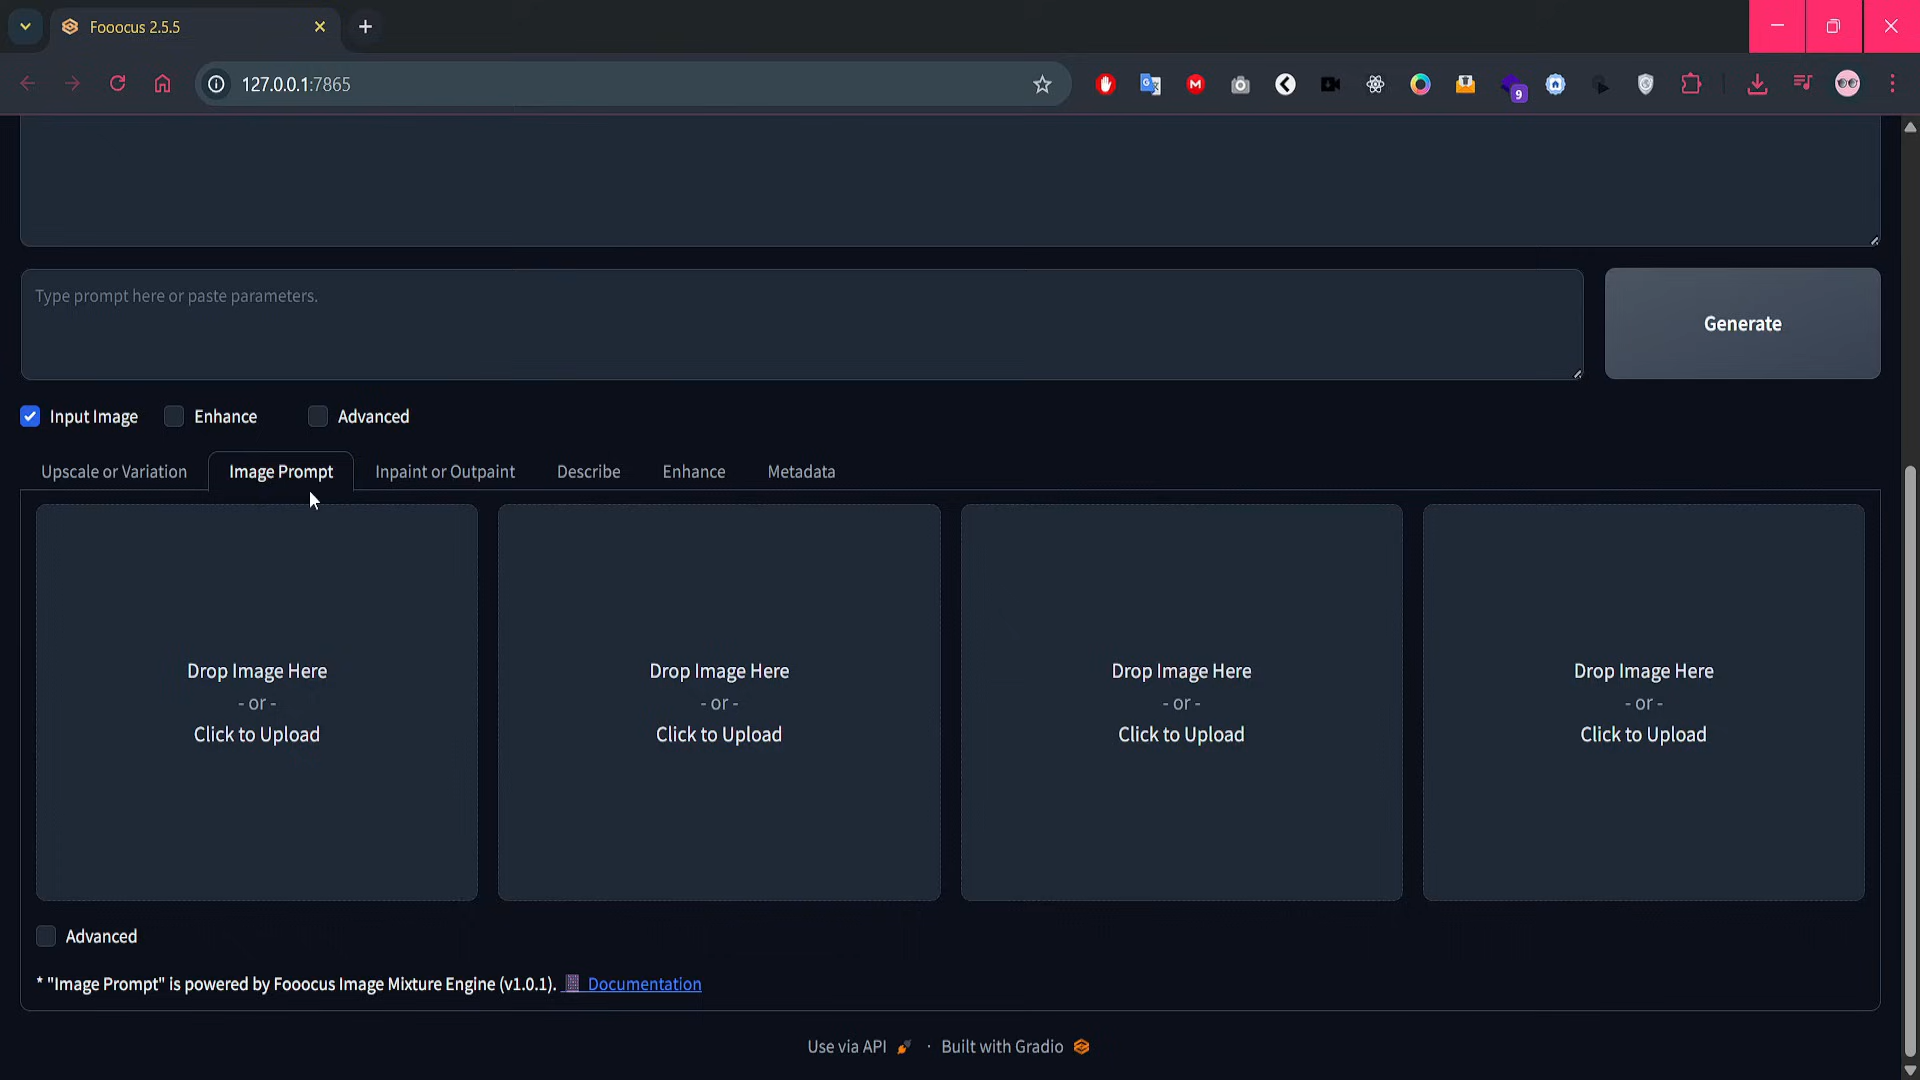 Fooocus 2.5.5
127.0.0.1:7865
9
Type prompt here or paste parameters.
Generate
Input Image
Enhance
Advanced
Upscale or Variation
Image Prompt
Inpaint or Outpaint
Describe
Enhance
Metadata
Drop Image Here
- or -
Click to Upload
Drop Image Here
- or -
Click to Upload
Drop Image Here
- or -
Click to Upload
Drop Image Here
- or -
Click to Upload
Advanced
* "Image Prompt" is powered by Fooocus Image Mixture Engine (v1.0.1). Documentation
Use via API · Built with Gradio